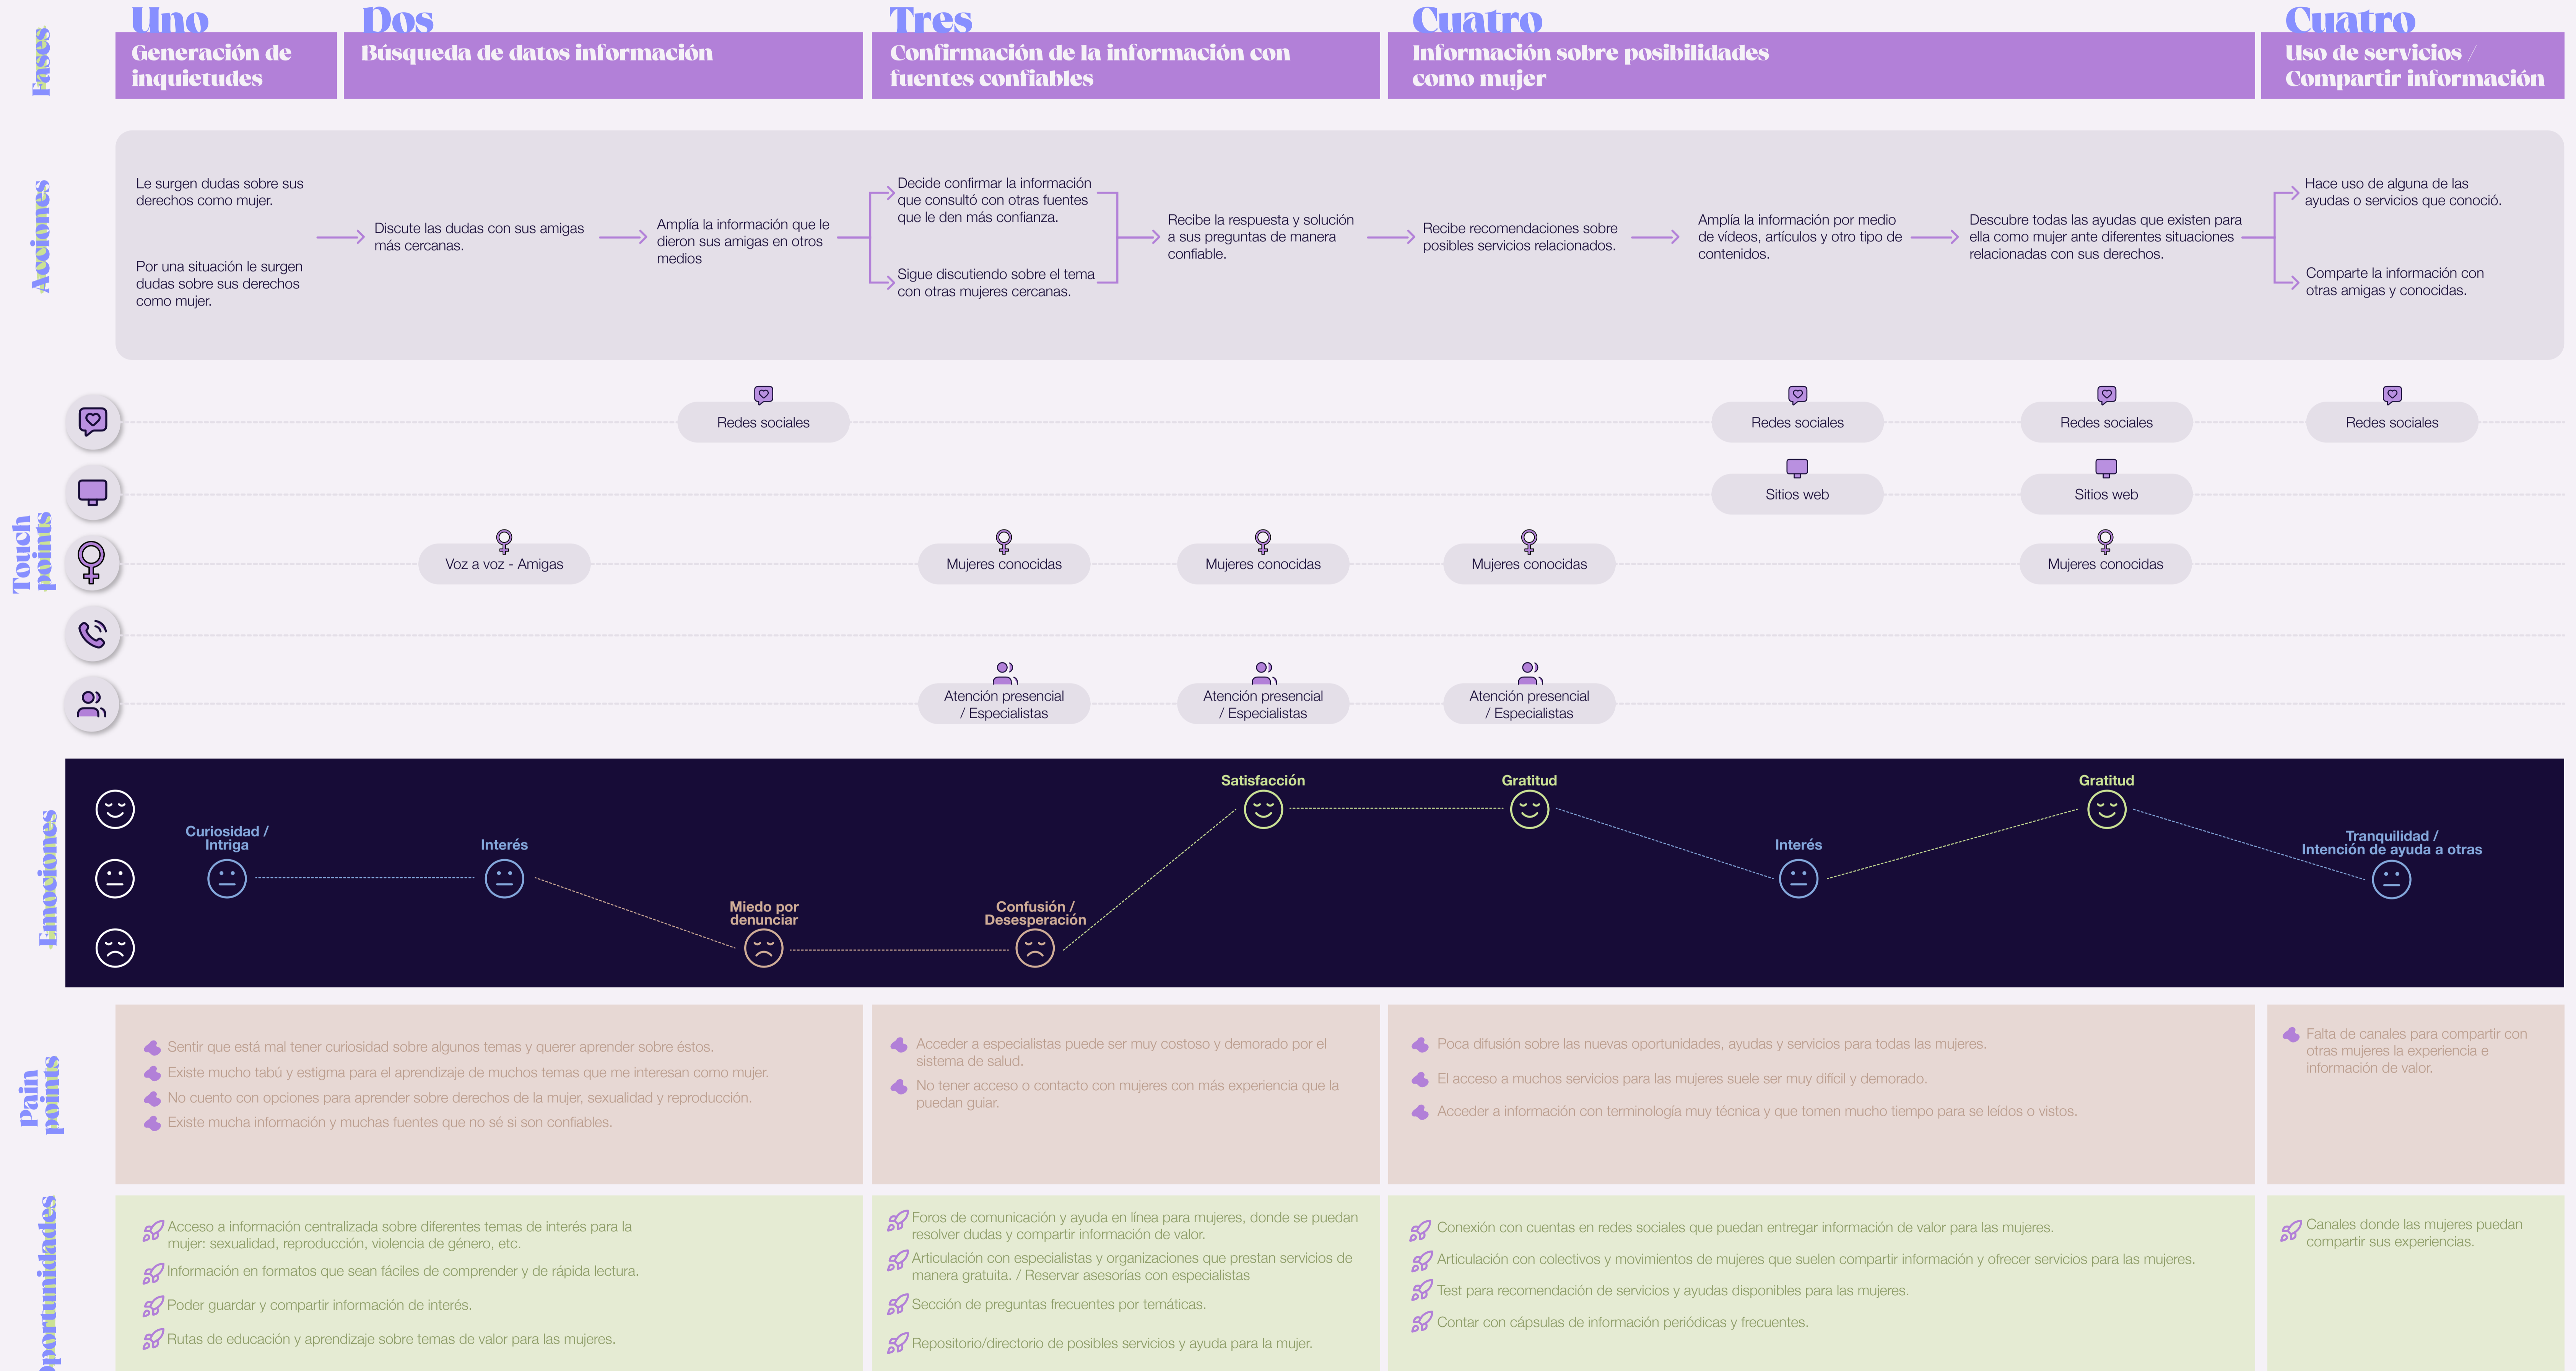 Fases
Uno
Generación de
inquietudes
Dos
Búsqueda de datos información
Tres
Confirmación de la información con
fuentes confiables
Cuatro
Información sobre posibilidades
como mujer
Cuatro
Uso de servicios /
Compartir información
Acciones
Le surgen dudas sobre sus
derechos como mujer.
Por una situación le surgen
dudas sobre sus derechos
como mujer.
Discute las dudas con sus amigas
más cercanas.
Amplía la información que le
dieron sus amigas en otros
medios
Decide confirmar la información
que consultó con otras fuentes
que le den más confianza.
Sigue discutiendo sobre el tema
con otras mujeres cercanas.
Recibe la respuesta y solución
a sus preguntas de manera
confiable.
Recibe recomendaciones sobre
posibles servicios relacionados.
Amplía la información por medio
de vídeos, artículos y otro tipo de
contenidos.
Descubre todas las ayudas que existen para
ella como mujer ante diferentes situaciones
relacionadas con sus derechos.
Hace uso de alguna de las
ayudas o servicios que conoció.
Comparte la información con
otras amigas y conocidas.
Touch
points
Redes sociales
Redes sociales
Redes sociales
Redes sociales
Sitios web
Sitios web
Voz a voz - Amigas
Mujeres conocidas
Mujeres conocidas
Mujeres conocidas
Mujeres conocidas
Atención presencial
/ Especialistas
Atención presencial
/ Especialistas
Atención presencial
/ Especialistas
Emociones
Curiosidad /
Intriga
Interés
Miedo por
denunciar
Confusión /
Desesperación
Satisfacción
Gratitud
Interés
Gratitud
Tranquilidad /
Intención de ayuda a otras
Pain
points
Sentir que está mal tener curiosidad sobre algunos temas y querer aprender sobre éstos.
Existe mucho tabú y estigma para el aprendizaje de muchos temas que me interesan como mujer.
No cuento con opciones para aprender sobre derechos de la mujer, sexualidad y reproducción.
Existe mucha información y muchas fuentes que no sé si son confiables.
Acceder a especialistas puede ser muy costoso y demorado por el
sistema de salud.
No tener acceso o contacto con mujeres con más experiencia que la
puedan guiar.
Poca difusión sobre las nuevas oportunidades, ayudas y servicios para todas las mujeres.
El acceso a muchos servicios para las mujeres suele ser muy difícil y demorado.
Acceder a información con terminología muy técnica y que tomen mucho tiempo para se leídos o vistos.
Falta de canales para compartir con
otras mujeres la experiencia e
información de valor.
Oportunidades
Acceso a información centralizada sobre diferentes temas de interés para la
mujer: sexualidad, reproducción, violencia de género, etc.
Información en formatos que sean fáciles de comprender y de rápida lectura.
Poder guardar y compartir información de interés.
Rutas de educación y aprendizaje sobre temas de valor para las mujeres.
Foros de comunicación y ayuda en línea para mujeres, donde se puedan
resolver dudas y compartir información de valor.
Articulación con especialistas y organizaciones que prestan servicios de
manera gratuita. / Reservar asesorías con especialistas
Sección de preguntas frecuentes por temáticas.
Repositorio/directorio de posibles servicios y ayuda para la mujer.
Conexión con cuentas en redes sociales que puedan entregar información de valor para las mujeres.
Articulación con colectivos y movimientos de mujeres que suelen compartir información y ofrecer servicios para las mujeres.
Test para recomendación de servicios y ayudas disponibles para las mujeres.
Contar con cápsulas de información periódicas y frecuentes.
Canales donde las mujeres puedan
compartir sus experiencias.